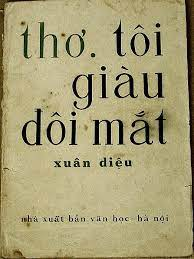 thơ. tôi
giàu
đôi mắt
xuân diệu
nhà xuất bản văn học - hà nội